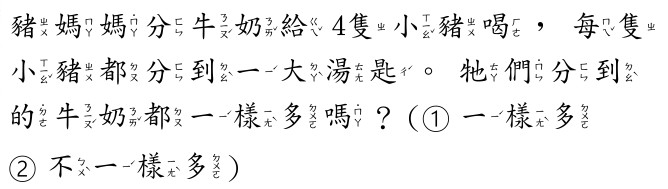 豬媽媽分牛奶給4隻小豬喝，每隻
小豬都分到一大湯匙。牠們分到
的牛奶都一樣多嗎？(① 一樣多
② 不一樣多)